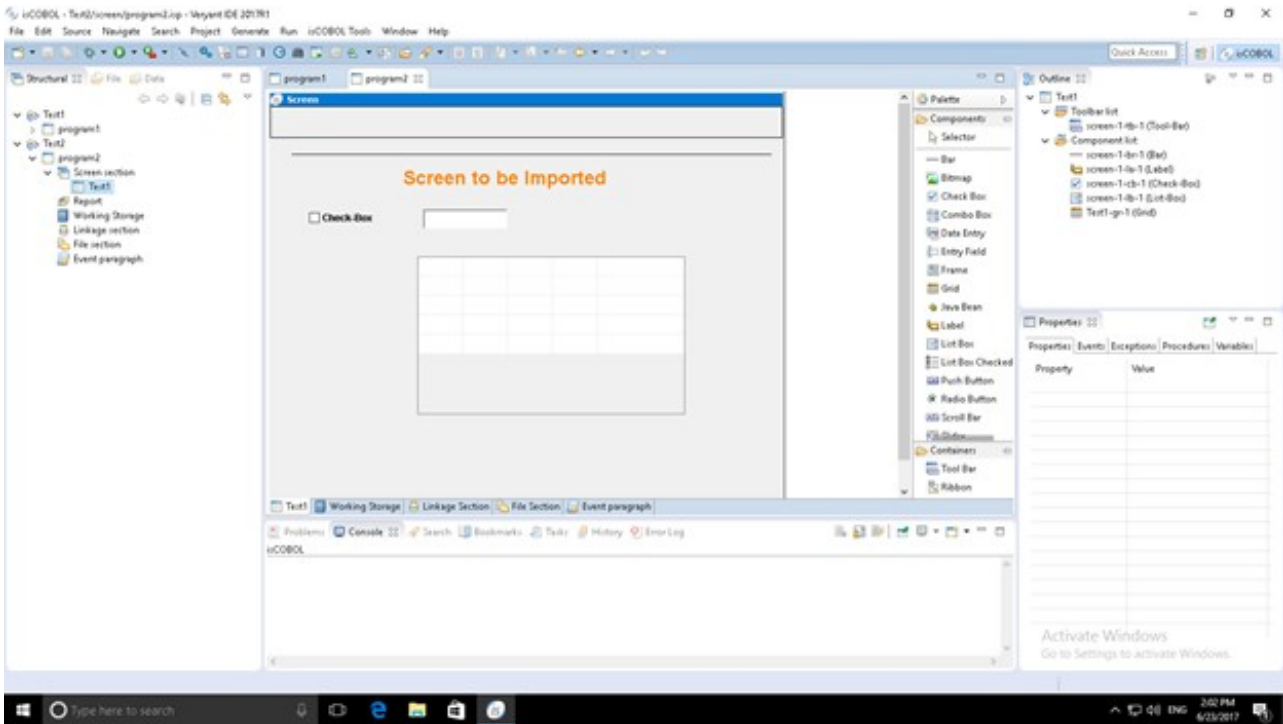 isCOBOL - Test2/screen/program2.isp - Veryant IDE 2017R1
File Edit Source Navigate Search Project Generate Run isCOBOL Tools Window Help
Quick Access isCOBOL
Structural File Data
Test1
program1
Test2
program2
Screen section
Test1
Report
Working Storage
Linkage section
File section
Event paragraph
program1 program2
Screen
Screen to be Imported
Check-Box
Test1 Working Storage Linkage Section File Section Event paragraph
Palette
Components
Selector
Bar
Bitmap
Check Box
Combo Box
Date Entry
Entry Field
Frame
Grid
Java Bean
Label
List Box
List Box Checked
Push Button
Radio Button
Scroll Bar
Slider
Containers
Tool Bar
Ribbon
Problems Console Search Bookmarks Tasks History Error Log
isCOBOL
Outline
Test1
Toolbar list
screen-1-tb-1 (Tool-Bar)
Component list
screen-1-br-1 (Bar)
screen-1-la-1 (Label)
screen-1-cb-1 (Check-Box)
screen-1-lb-1 (List-Box)
Test1-gr-1 (Grid)
Properties
Properties Events Exceptions Procedures Variables
Property Value
Activate Windows
Go to Settings to activate Windows.
Type here to search
ENG
2:02 PM
6/23/2017